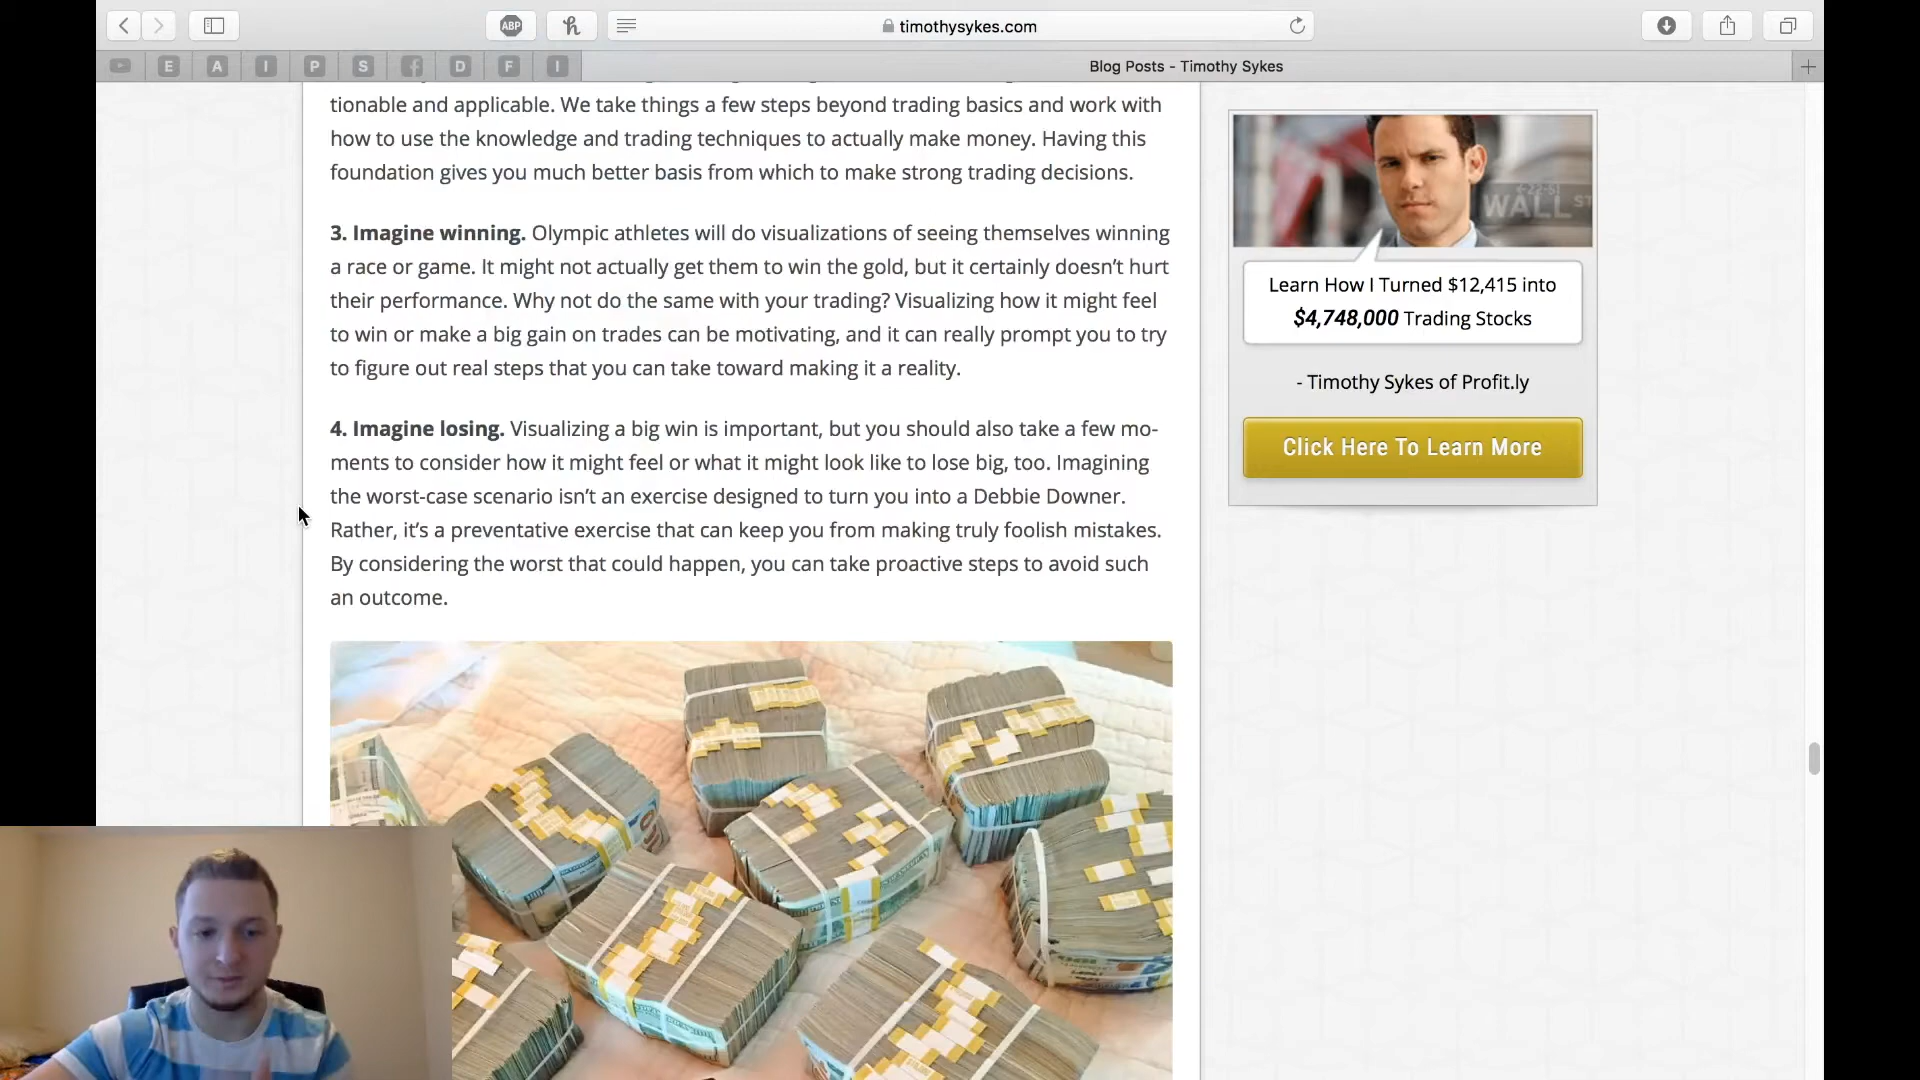 ABP
timothysykes.com
E A I P S D F I
Blog Posts - Timothy Sykes
tionable and applicable. We take things a few steps beyond trading basics and work with
how to use the knowledge and trading techniques to actually make money. Having this
foundation gives you much better basis from which to make strong trading decisions.
3. Imagine winning. Olympic athletes will do visualizations of seeing themselves winning
a race or game. It might not actually get them to win the gold, but it certainly doesn’t hurt
their performance. Why not do the same with your trading? Visualizing how it might feel
to win or make a big gain on trades can be motivating, and it can really prompt you to try
to figure out real steps that you can take toward making it a reality.
4. Imagine losing. Visualizing a big win is important, but you should also take a few mo-
ments to consider how it might feel or what it might look like to lose big, too. Imagining
the worst-case scenario isn’t an exercise designed to turn you into a Debbie Downer.
Rather, it’s a preventative exercise that can keep you from making truly foolish mistakes.
By considering the worst that could happen, you can take proactive steps to avoid such
an outcome.
WALL ST
Learn How I Turned $12,415 into
$4,748,000 Trading Stocks
- Timothy Sykes of Profit.ly
Click Here To Learn More